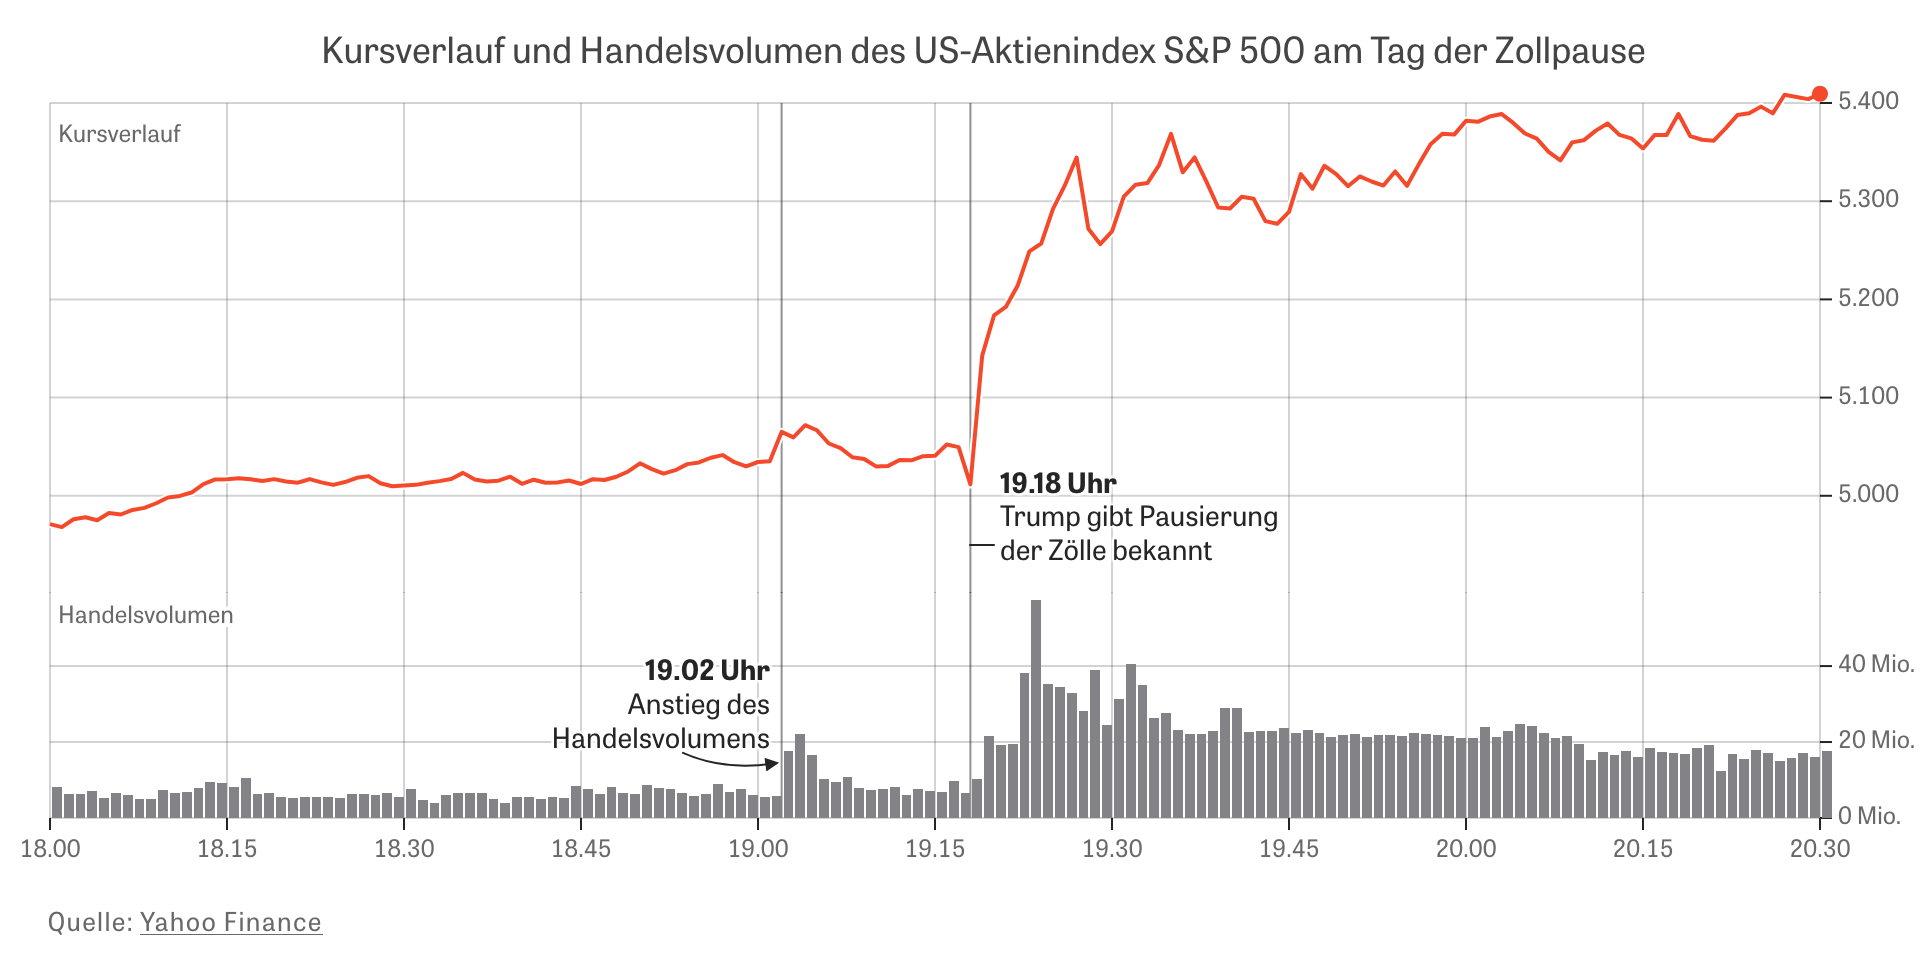 Kursverlauf und Handelsvolumen des US-Aktienindex S&P 500 am Tag der Zollpause
Kursverlauf
5.400
5.300
5.200
5.100
5.000
19.18 Uhr
Trump gibt Pausierung
der Zölle bekannt
Handelsvolumen
19.02 Uhr
Anstieg des
Handelsvolumens
40 Mio.
20 Mio.
0 Mio.
18.00 18.15 18.30 18.45 19.00 19.15 19.30 19.45 20.00 20.15 20.30
Quelle: Yahoo Finance